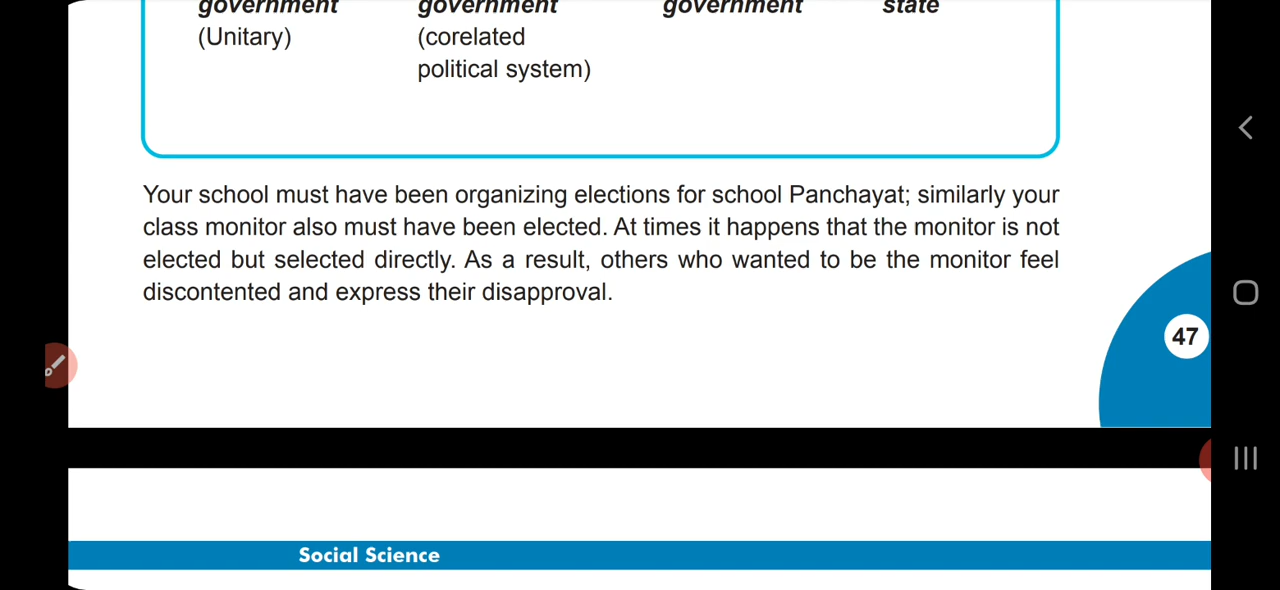 government government government state
(Unitary) (corelated
political system)
Your school must have been organizing elections for school Panchayat; similarly your
class monitor also must have been elected. At times it happens that the monitor is not
elected but selected directly. As a result, others who wanted to be the monitor feel
discontented and express their disapproval.
47
Social Science